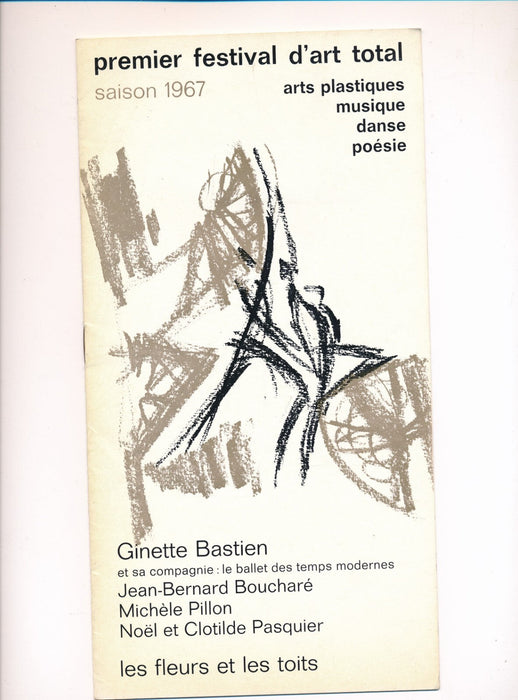 premier festival d'art total
saison 1967
arts plastiques
musique
danse
poésie
Ginette Bastien
et sa compagnie : le ballet des temps modernes
Jean-Bernard Boucharé
Michèle Pillon
Noël et Clotilde Pasquier
les fleurs et les toits